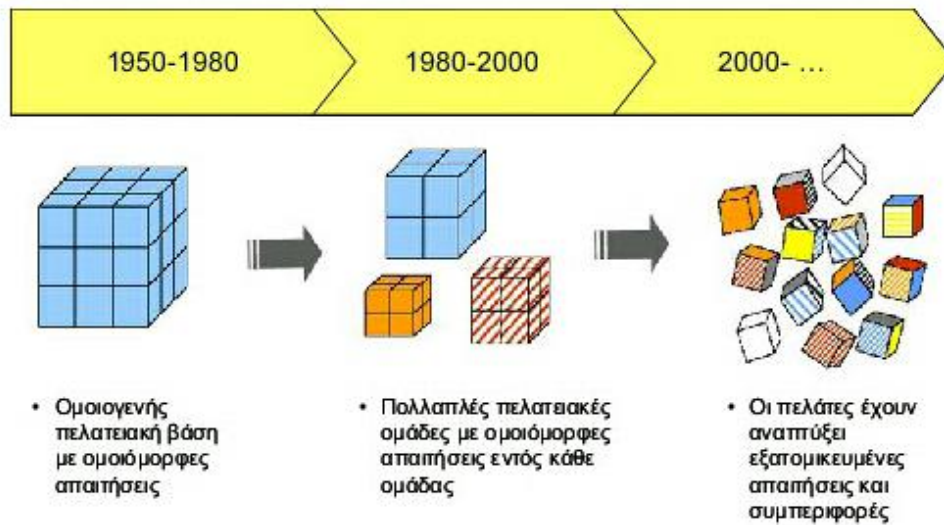 1950-1980
1980-2000
2000- ...
• Ομοιογενής
πελατειακή βάση
με ομοιόμορφες
απαιτήσεις
• Πολλαπλές πελατειακές
ομάδες με ομοιόμορφες
απαιτήσεις εντός κάθε
ομάδας
• Οι πελάτες έχουν
αναπτύξει
εξατομικευμένες
απαιτήσεις και
συμπεριφορές